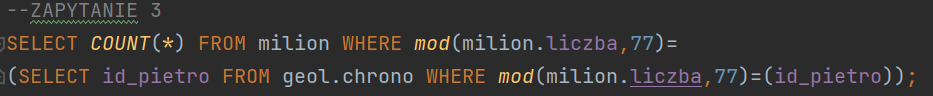 --ZAPYTANIE 3
SELECT COUNT(*) FROM milion WHERE mod(milion.liczba,77)=
(SELECT id_pietro FROM geol.chrono WHERE mod(milion.liczba,77)=(id_pietro));